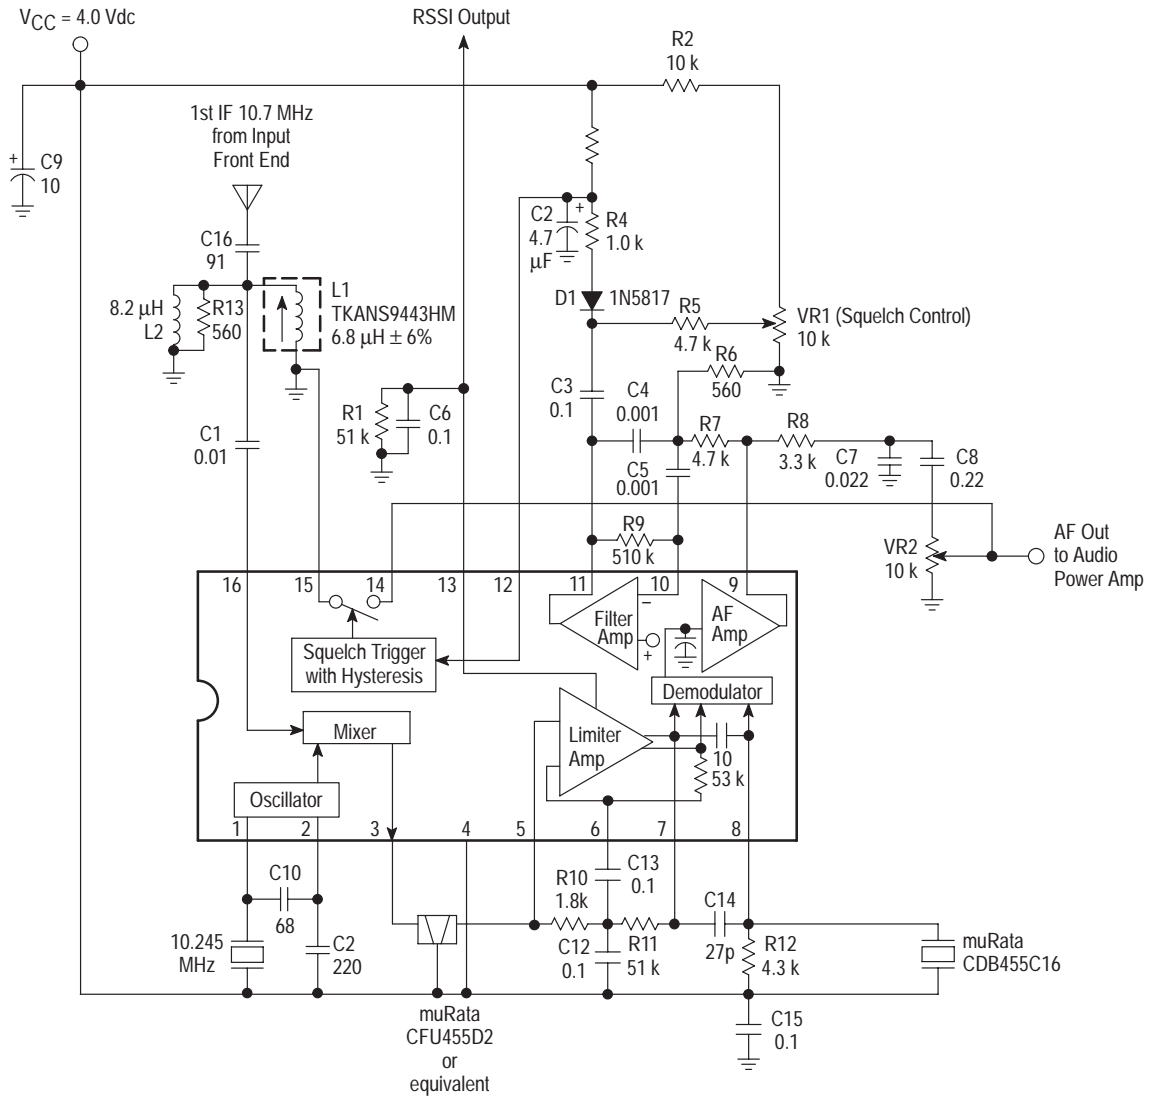 V_CC = 4.0 Vdc
RSSI Output
R2
10 k
1st IF 10.7 MHz
from Input
Front End
+
C9
10
C16
91
C2
4.7
µF
+
R4
1.0 k
8.2 µH
L2
R13
560
L1
TKANS9443HM
6.8 µH ± 6%
D1
1N5817
R5
4.7 k
VR1 (Squelch Control)
10 k
R6
560
C3
0.1
C4
0.001
R1
51 k
C6
0.1
C1
0.01
R7
4.7 k
R8
3.3 k
C5
0.001
C7
0.022
C8
0.22
R9
510 k
VR2
10 k
AF Out
to Audio
Power Amp
16
15
14
13
12
11
10
9
Filter
Amp
–
+
AF
Amp
Squelch Trigger
with Hysteresis
Demodulator
Mixer
Limiter
Amp
10
53 k
Oscillator
1
2
3
4
5
6
7
8
C10
68
10.245
MHz
C2
220
R10
1.8k
C13
0.1
C12
0.1
R11
51 k
C14
27p
R12
4.3 k
muRata
CDB455C16
muRata
CFU455D2
or
equivalent
C15
0.1